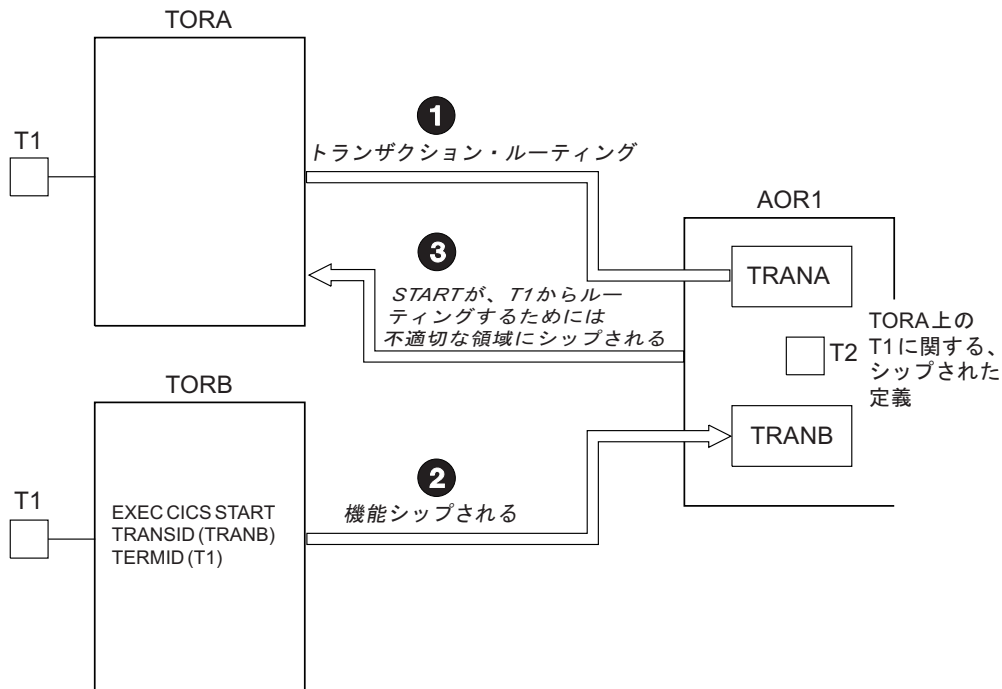 TORA
T1
❶
トランザクション・ルーティング
AOR1
TRANA
❸
STARTが、T1からルー
ティングするためには
不適切な領域にシップされる
T2
TORA上の
T1に関する、
シップされた
定義
TORB
TRANB
T1
EXEC CICS START
TRANSID (TRANB)
TERMID (T1)
❷
機能シップされる